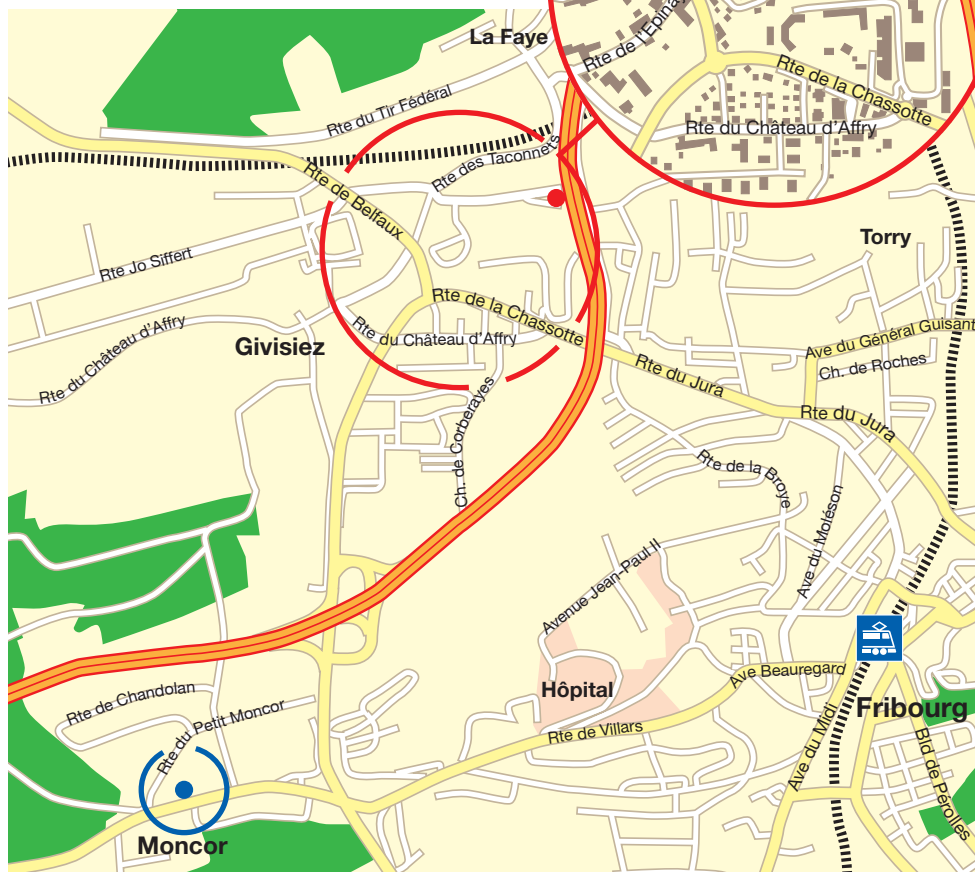 La Faye
Rte de l'Epinay
Rte de la Chassotte
Rte du Château d'Affry
Rte du Tir Fédéral
Rte des Taconnets
Rte de Belfaux
Torry
Rte Jo Siffert
Rte de la Chassotte
Rte du Château d'Affry
Rte du Château d'Affry
Givisiez
Ave du Général Guisant
Ch. de Roches
Rte du Jura
Rte du Jura
Ch. de Corberayes
Rte de la Broye
Ave du Moléson
Avenue Jean-Paul II
Hôpital
Ave Beauregard
Rte de Chandolan
Rte du Petit Moncor
Rte de Villars
Fribourg
Ave du Midi
Bld de Pérolles
Moncor